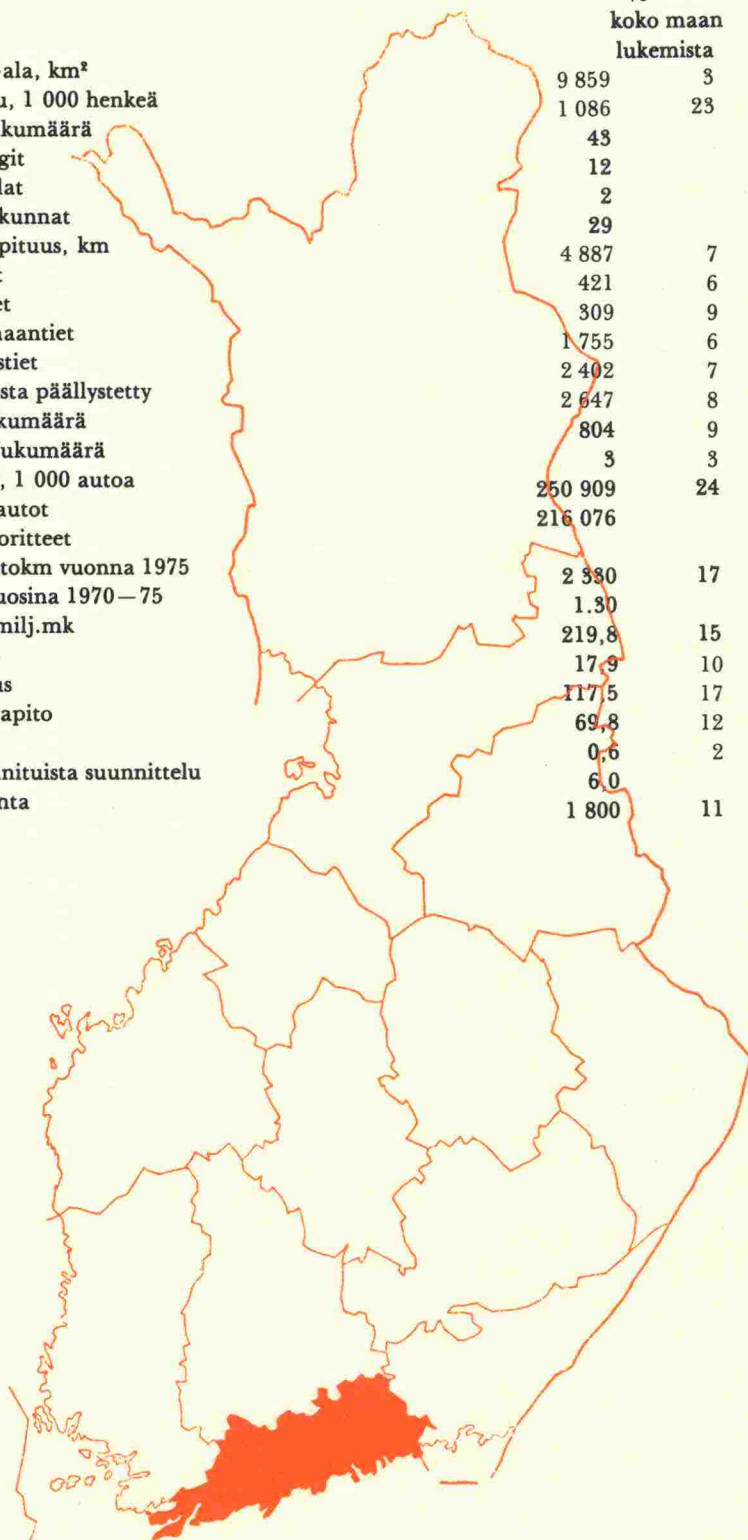 koko maan
lukemista
-ala, km² 9 859 3
u, 1 000 henkeä 1 086 23
kumäärä 43
git 12
lat 2
kunnat 29
pituus, km 4 887 7
t 421 6
et 309 9
naantiet 1 755 6
stiet 2 402 7
sta päällystetty 2 647 8
kumäärä 804 9
ukumäärä 3 3
, 1 000 autoa 250 909 24
autot 216 076
oritteet
tokm vuonna 1975 2 330 17
uosina 1970—75 1.30
milj.mk 219,8 15
17,9 10
us 117,5 17
apito 69,8 12
0,6 2
nituista suunnittelu 6,0
nta 1 800 11